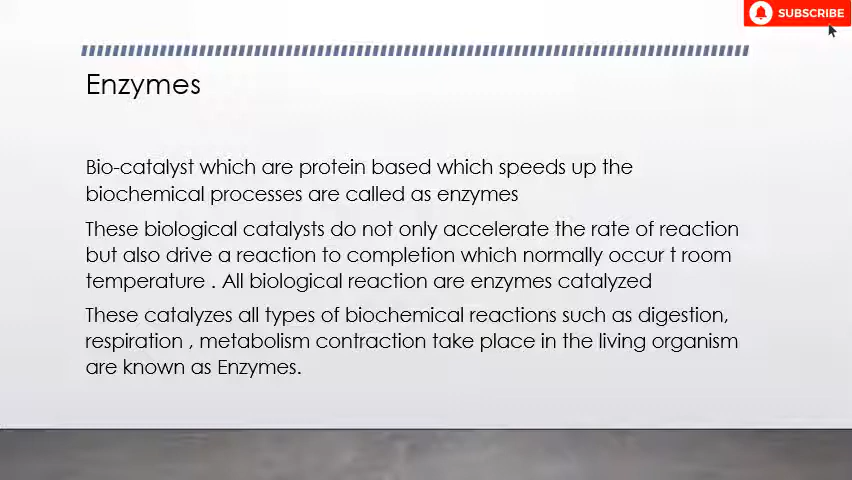 SUBSCRIBE
Enzymes
Bio-catalyst which are protein based which speeds up the
biochemical processes are called as enzymes
These biological catalysts do not only accelerate the rate of reaction
but also drive a reaction to completion which normally occur t room
temperature . All biological reaction are enzymes catalyzed
These catalyzes all types of biochemical reactions such as digestion,
respiration , metabolism contraction take place in the living organism
are known as Enzymes.